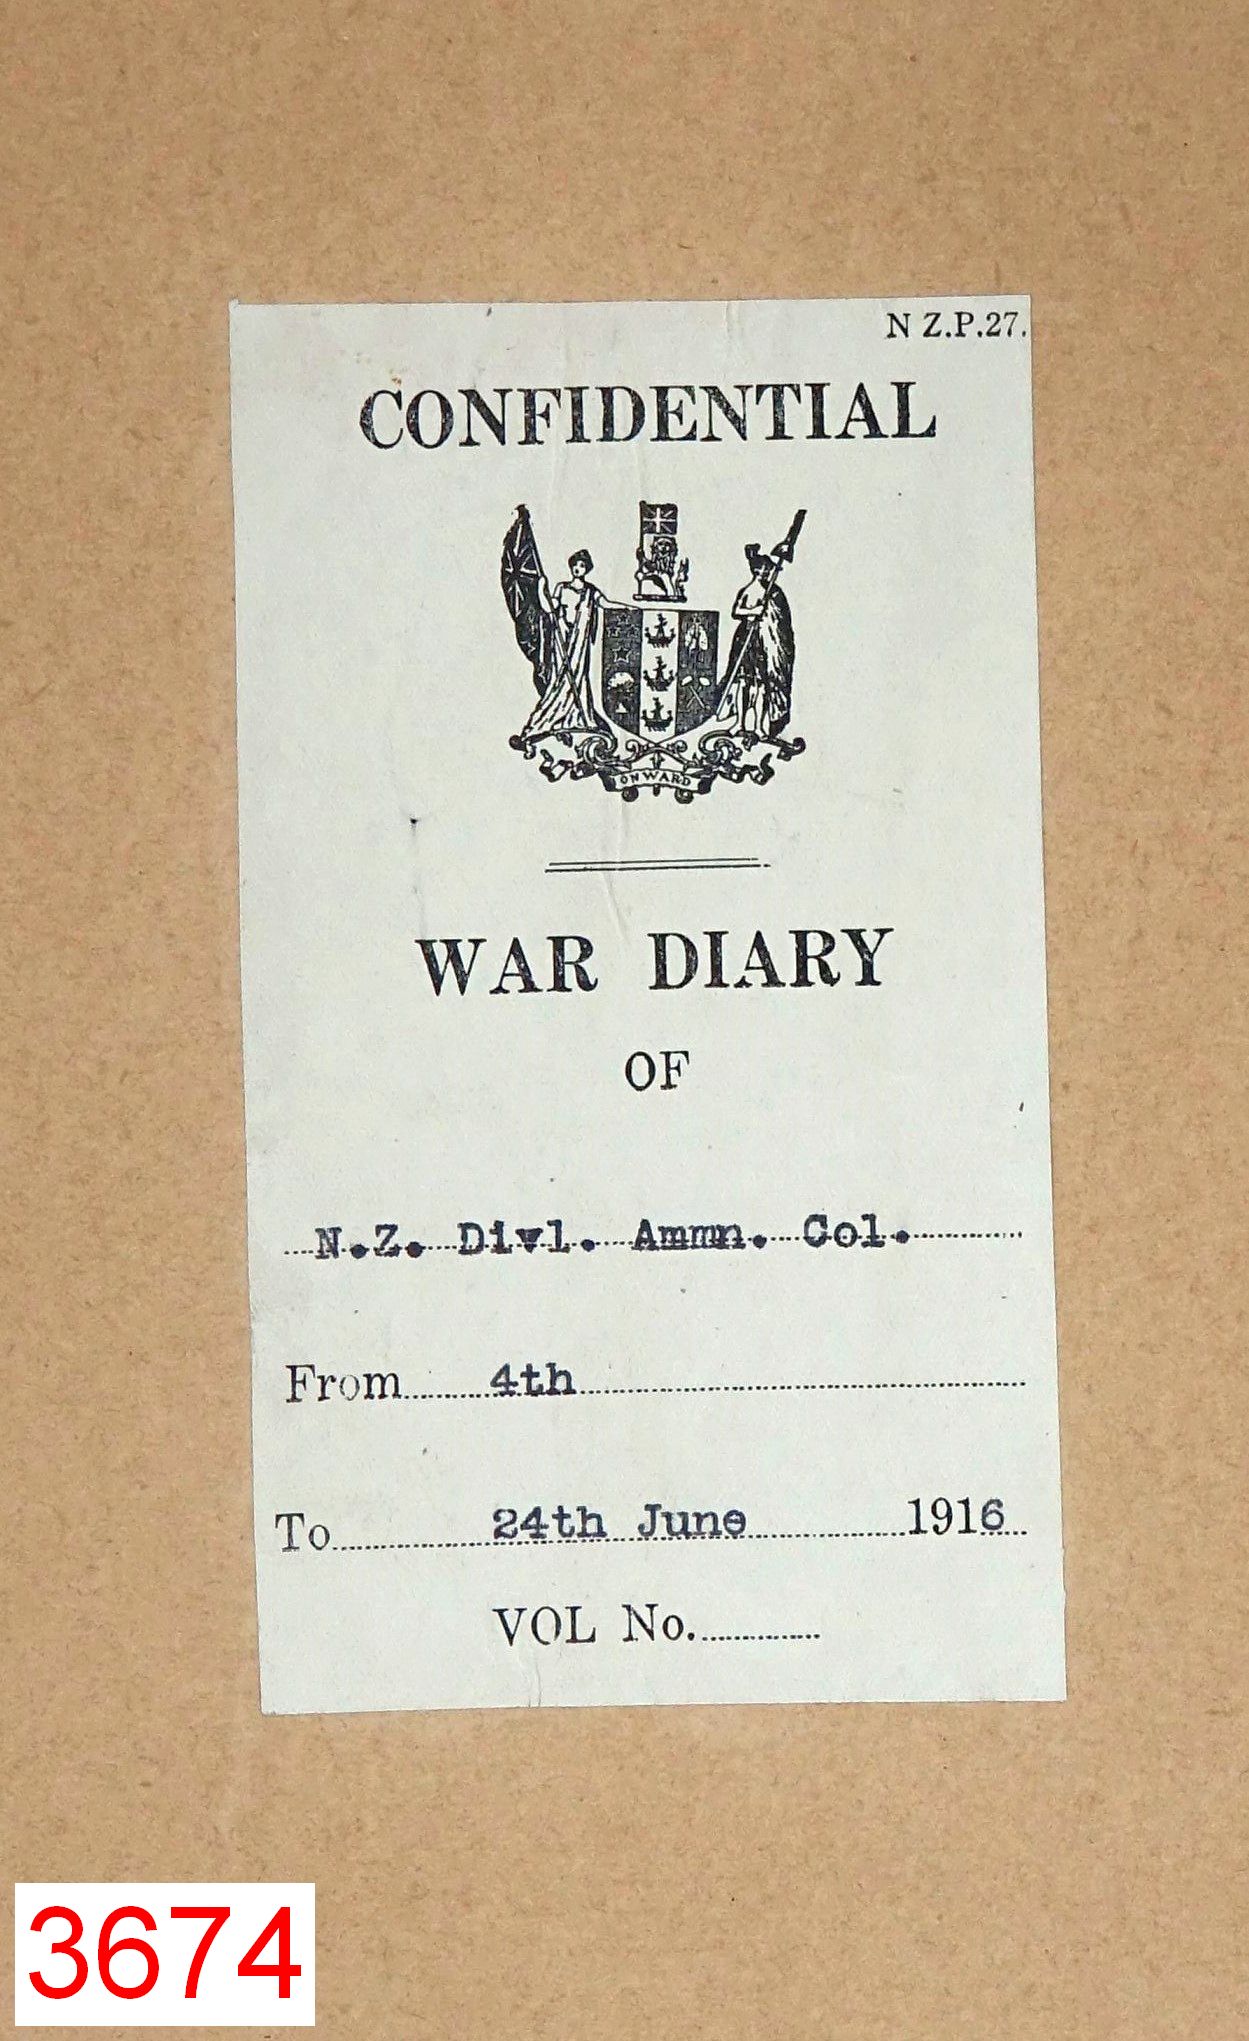 N Z.P.27.
CONFIDENTIAL
ONWARD
WAR DIARY
OF
N.Z. Divl. Ammn. Col.
From 4th
To 24th June 1916
VOL No.
3674